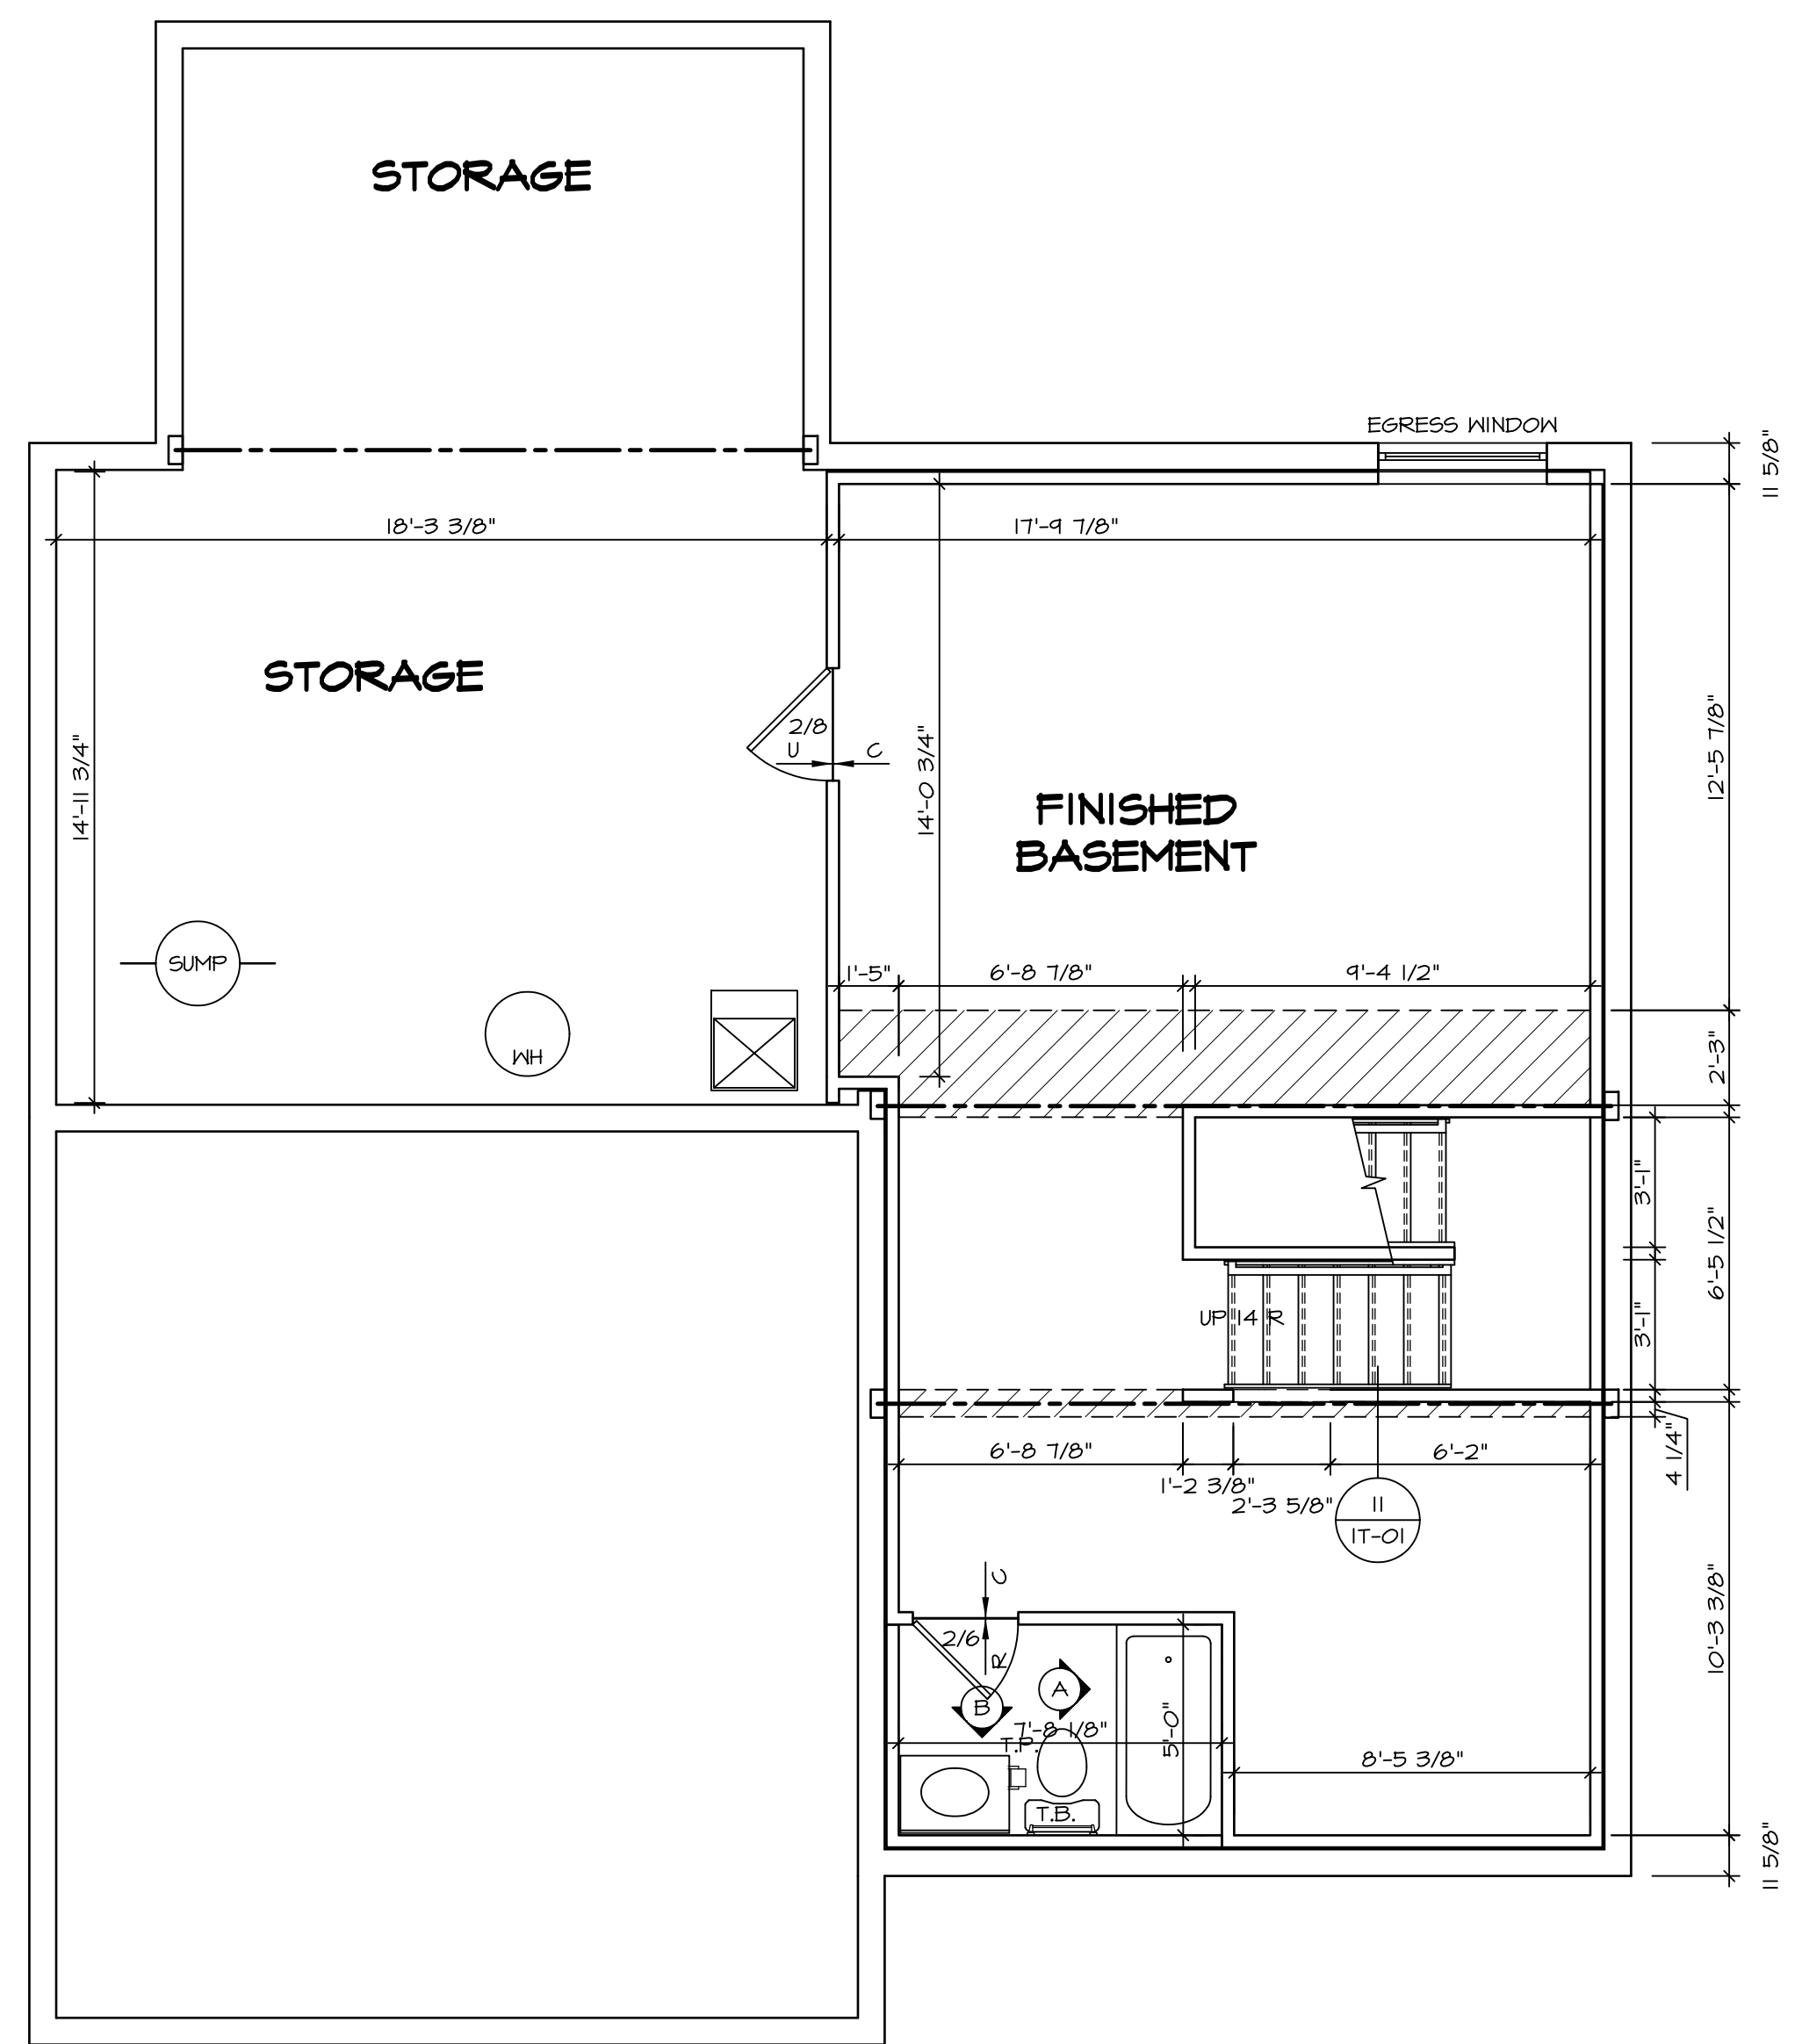 STORAGE
EGRESS WINDOW
11 5/8"
18'-3 3/8"
17'-9 7/8"
STORAGE
2/8
U
C
14'-11 3/4"
14'-0 3/4"
12'-5 7/8"
FINISHED
BASEMENT
SUMP
WH
1'-5"
6'-8 7/8"
9'-4 1/2"
2'-3"
3'-1"
6'-5 1/2"
UP 14 R
3'-1"
4 1/4"
6'-8 7/8"
6'-2"
1'-2 3/8"
2'-3 5/8"
11
1T-01
C
2/6
R
A
B
10'-3 3/8"
7'-8 1/8"
T.P.
5'-0"
8'-5 3/8"
T.B.
11 5/8"